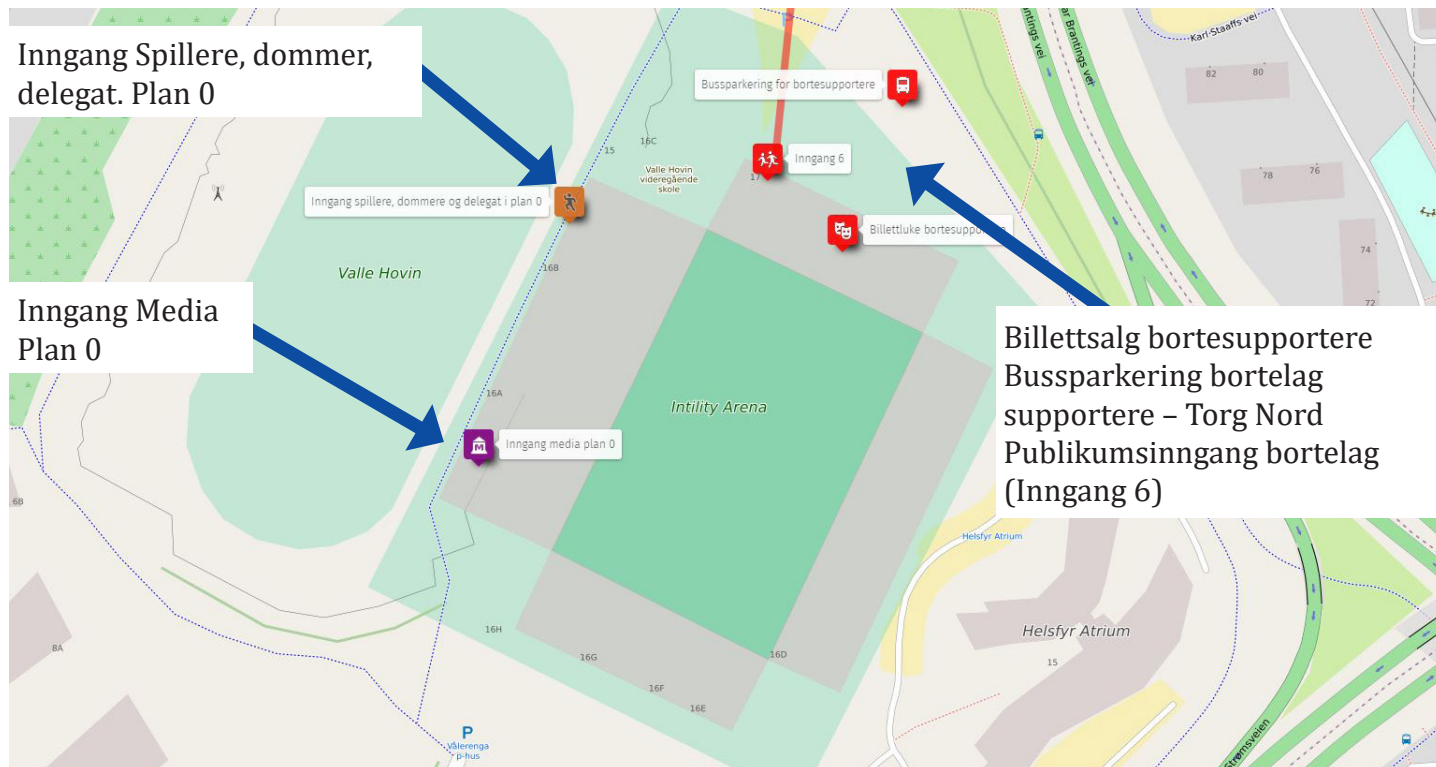 Inngang Spillere, dommer,
delegat. Plan 0
Inngang Media
Plan 0
Billettsalg bortesupportere
Bussparkering bortelag
supportere – Torg Nord
Publikumsinngang bortelag
(Inngang 6)
Bussparkering for bortesupportere
Inngang 6
Billettluke bortesupportere
Inngang spillere, dommere og delegat i plan 0
Inngang media plan 0
Valle Hovin
videregående
skole
Valle Hovin
Intility Arena
Helsfyr Atrium
Helsfyr Atrium
15
P
Vålerenga
p-hus
Karl Staaffs vei
Strømsveien
82
80
78
76
74
72
15
16C
17
16B
16A
16H
16G
16F
16E
16D
6B
8A
P